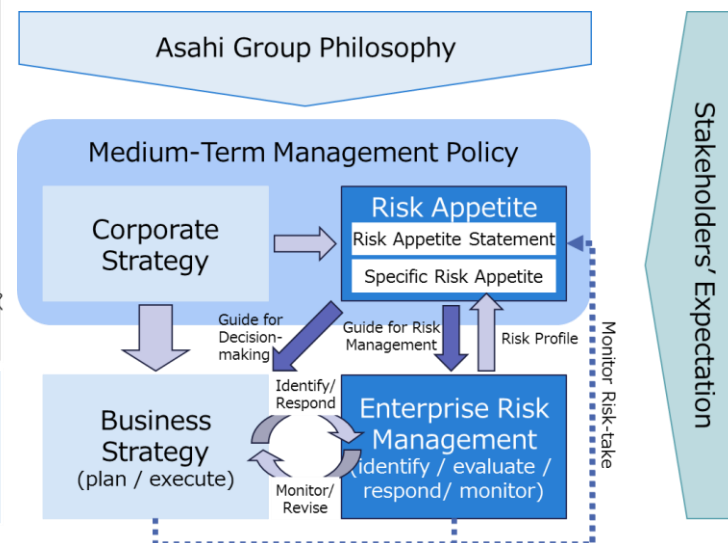 Asahi Group Philosophy
Medium-Term Management Policy
Corporate
Strategy
Risk Appetite
Risk Appetite Statement
Specific Risk Appetite
Guide for
Decision-
making
Guide for Risk
Management
Risk Profile
Identify/
Respond
Business
Strategy
(plan / execute)
Monitor/
Revise
Enterprise Risk
Management
(identify / evaluate /
respond/ monitor)
Monitor Risk-take
Stakeholders' Expectation